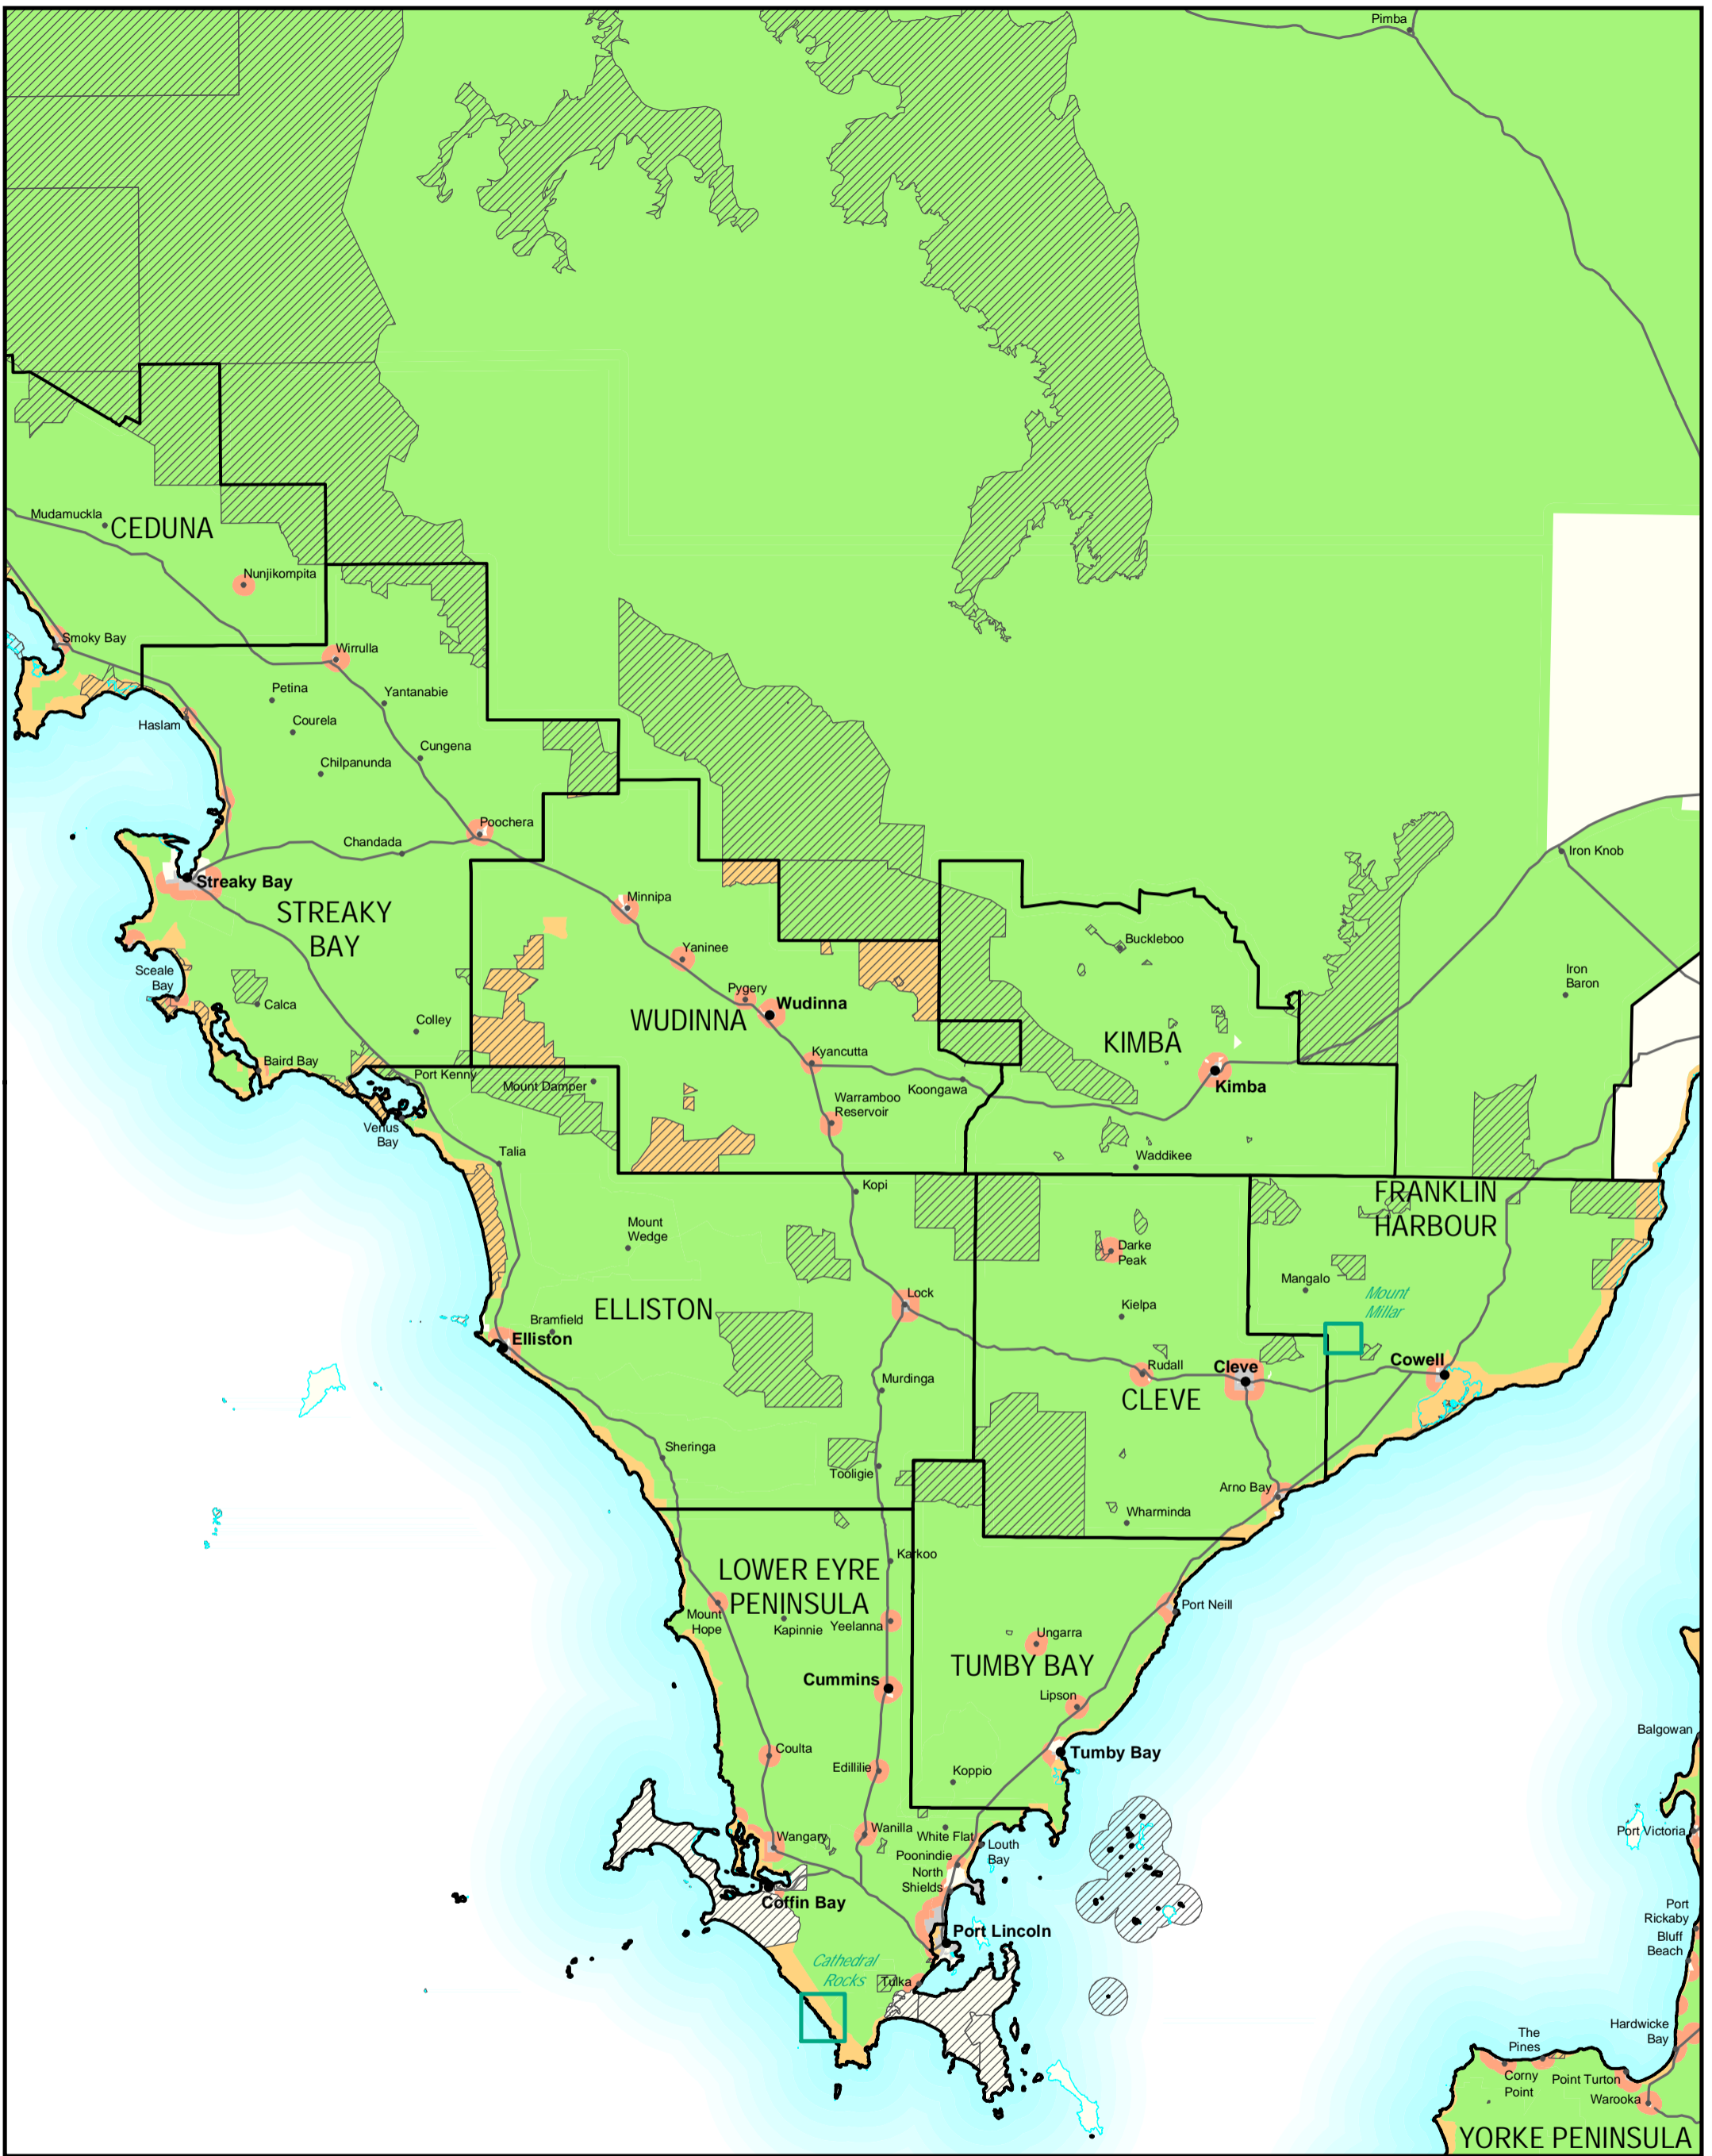 Pimba
Mudamuckla
CEDUNA
Nunjikompita
Smoky Bay
Wirrulla
Petina
Yantanabie
Haslam
Courela
Cungena
Chilpanunda
Poochera
Chandada
Iron Knob
Streaky Bay
STREAKY
BAY
Minnipa
Buckleboo
Yaninee
Sceale
Bay
Iron
Baron
Calca
Pygery
Wudinna
Colley
WUDINNA
KIMBA
Kyancutta
Baird Bay
Port Kenny
Mount Damper
Koongawa
Kimba
Warramboo
Reservoir
Venus
Bay
Talia
Waddikee
Kopi
FRANKLIN
HARBOUR
Mount
Wedge
Darke
Peak
Mangalo
Lock
Mount
Millar
ELLISTON
Kielpa
Bramfield
Elliston
Rudall
Cleve
Cowell
Murdinga
CLEVE
Sheringa
Tooligie
Arno Bay
Wharminda
Karkoo
LOWER EYRE
PENINSULA
Mount
Hope
Kapinnie
Yeelanna
Port Neill
Ungarra
TUMBY BAY
Cummins
Lipson
Balgowan
Coulta
Tumby Bay
Edillilie
Koppio
Wangary
Wanilla
White Flat
Port Victoria
Louth
Bay
Poonindie
North
Shields
Coffin Bay
Port
Rickaby
Port Lincoln
Bluff
Beach
Cathedral
Rocks
Tulka
Hardwicke
Bay
The
Pines
Corny
Point
Point Turton
Warooka
YORKE PENINSULA